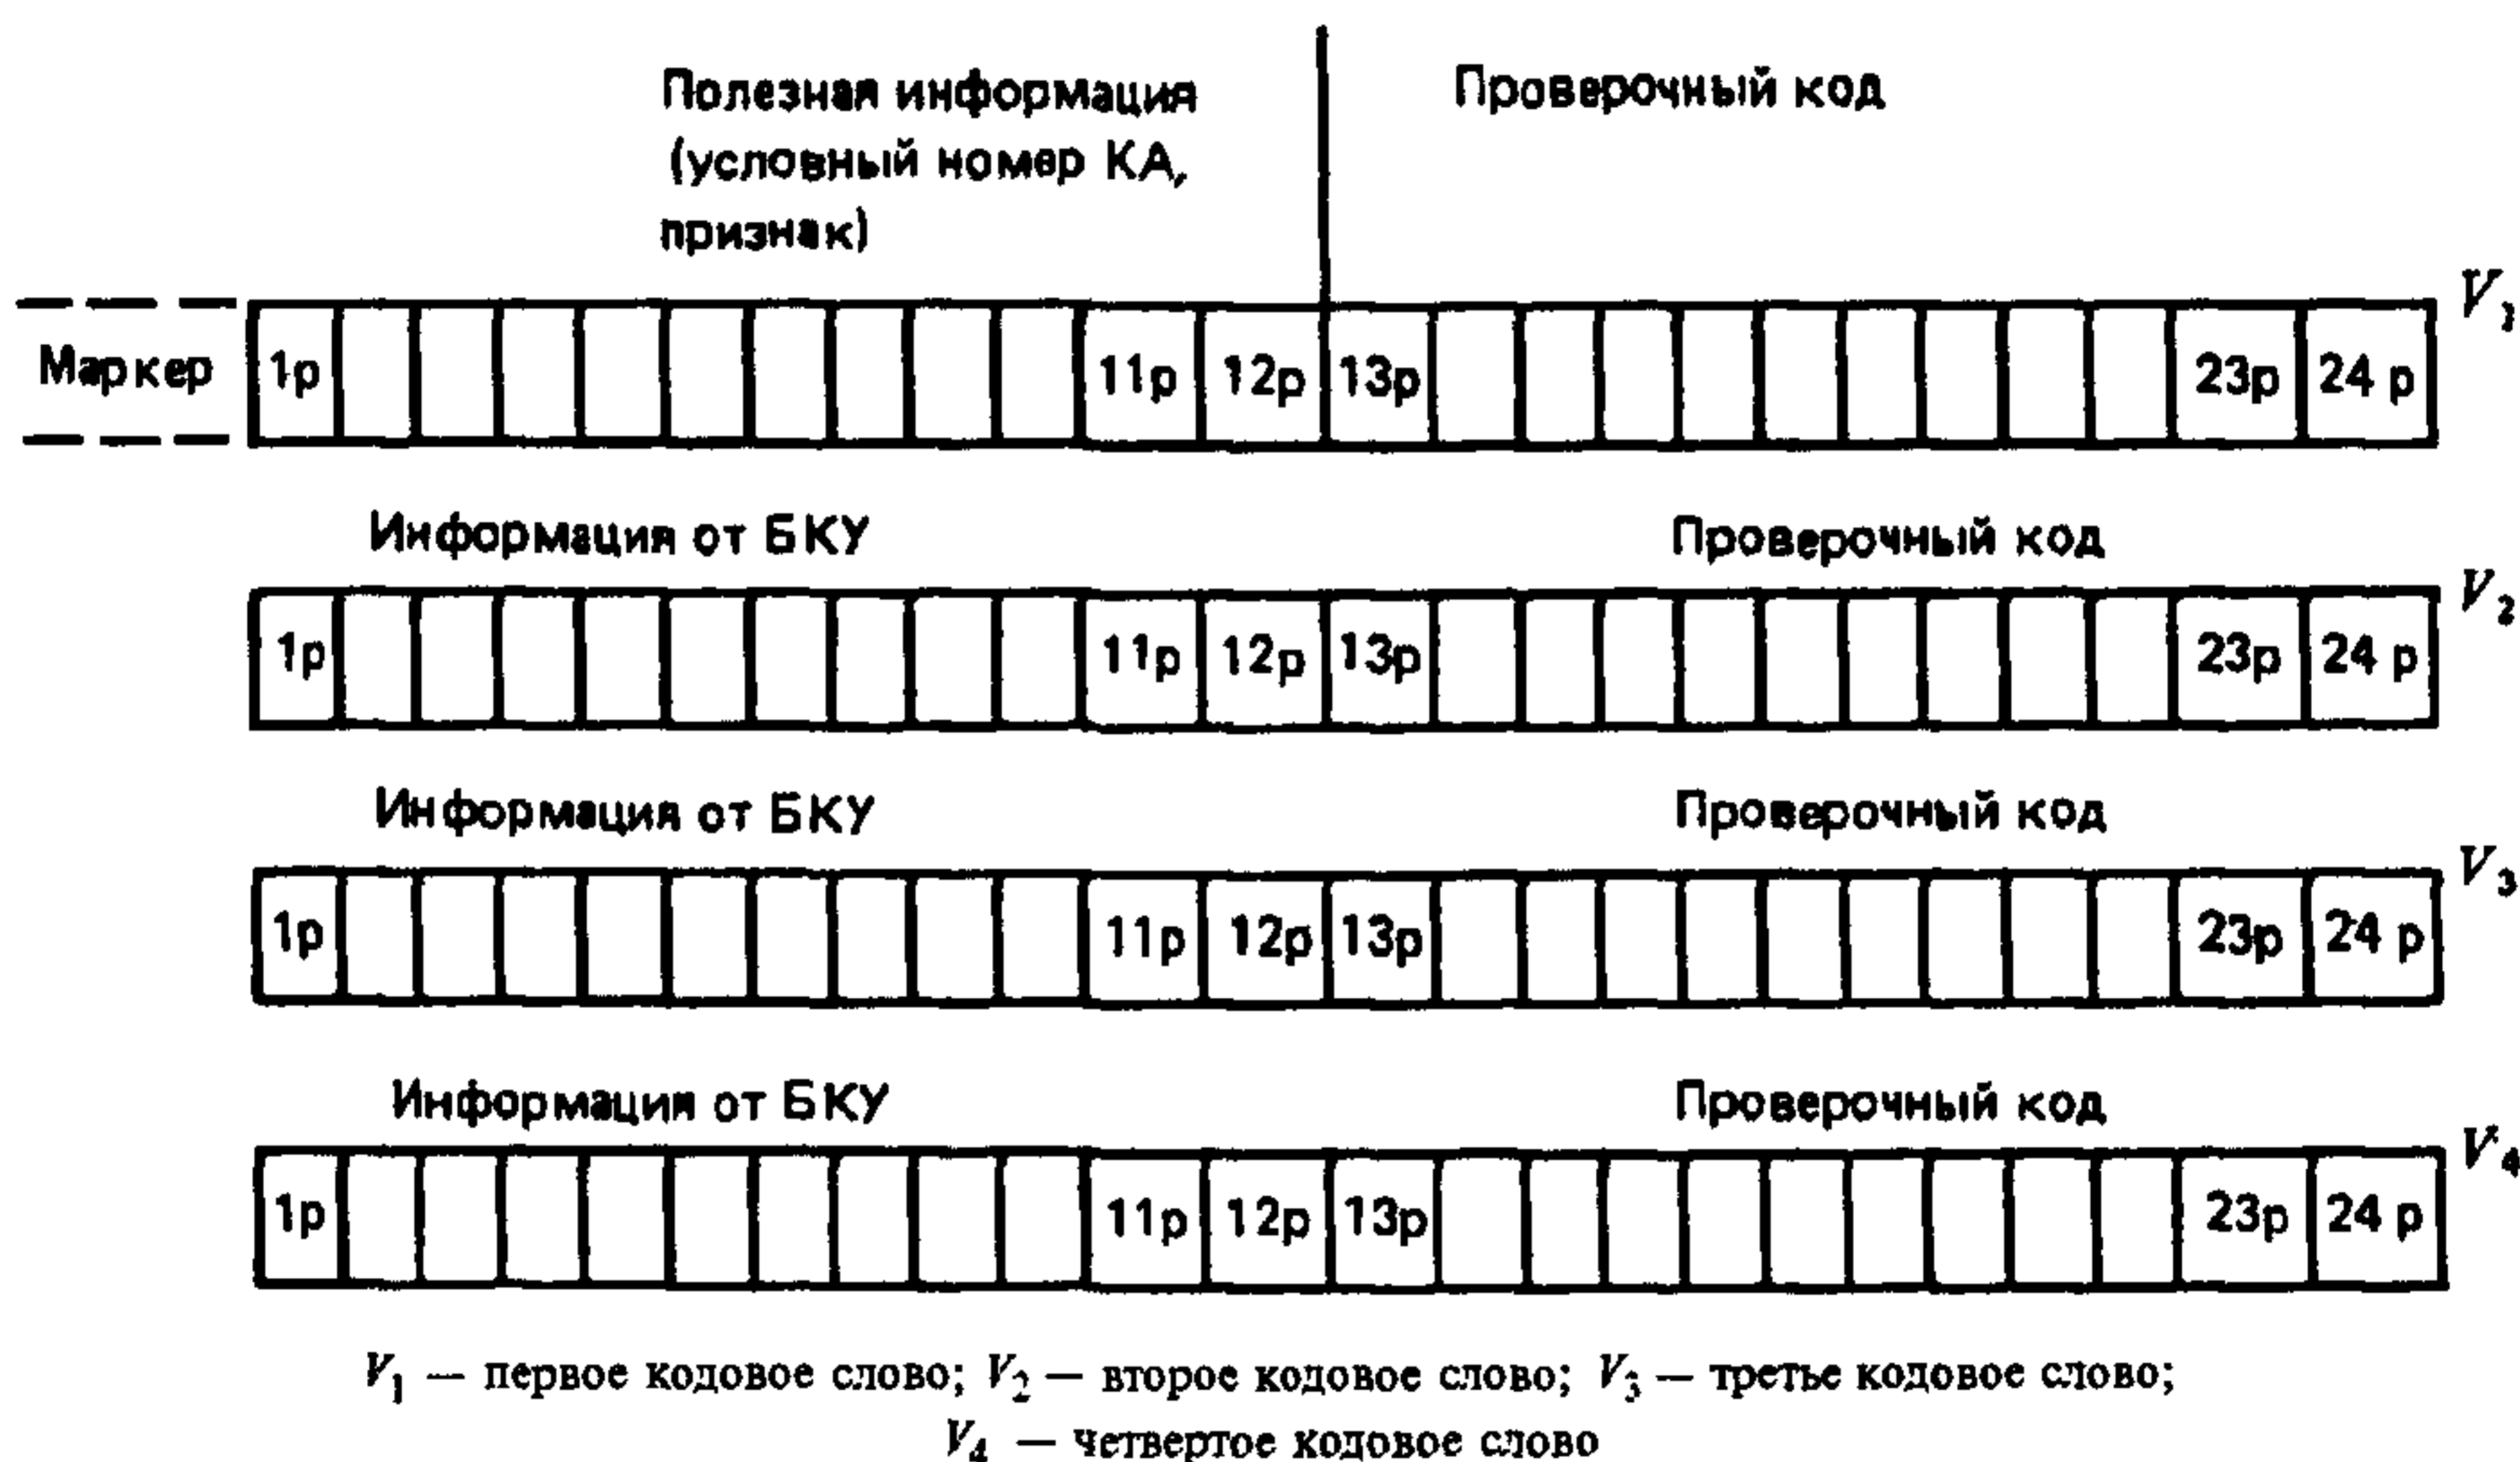 Полезная информация Проверочный код
(условный номер КА,
признак)
V₁
Маркер 1р 11р 12р 13р 23р 24 р
Информация от БКУ Проверочный код
V₂
1р 11р 12р 13р 23р 24 р
Информация от БКУ Проверочный код
V₃
1р 11р 12р 13р 23р 24 р
Информация от БКУ Проверочный код
V₄
1р 11р 12р 13р 23р 24 р
V₁ — первое кодовое слово; V₂ — второе кодовое слово; V₃ — третье кодовое слово;
V₄ — четвертое кодовое слово